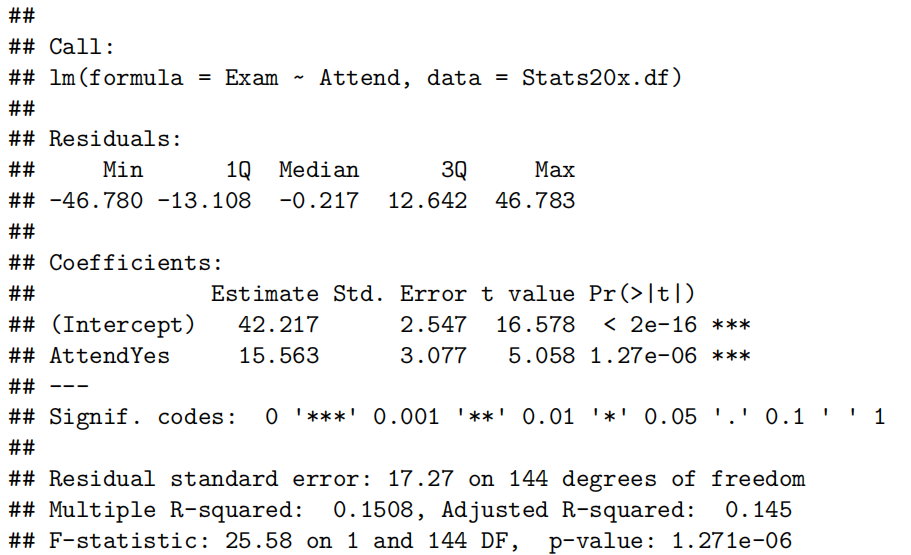 ##
## Call:
## lm(formula = Exam ~ Attend, data = Stats20x.df)
##
## Residuals:
##     Min      1Q  Median      3Q     Max
## -46.780 -13.108  -0.217  12.642  46.783
##
## Coefficients:
##             Estimate Std. Error t value Pr(>|t|)
## (Intercept)   42.217      2.547  16.578  < 2e-16 ***
## AttendYes     15.563      3.077   5.058 1.27e-06 ***
## ---
## Signif. codes:  0 '***' 0.001 '**' 0.01 '*' 0.05 '.' 0.1 ' ' 1
##
## Residual standard error: 17.27 on 144 degrees of freedom
## Multiple R-squared:  0.1508, Adjusted R-squared:  0.145
## F-statistic: 25.58 on 1 and 144 DF,  p-value: 1.271e-06